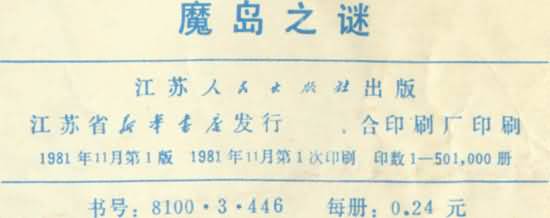 魔岛之谜
江苏人民出版社出版
江苏省新华书店发行 合印刷厂印刷
1981年11月第1版 1981年11月第1次印刷 印数1—501,000册
书号：8100·3·446 每册：0.24元